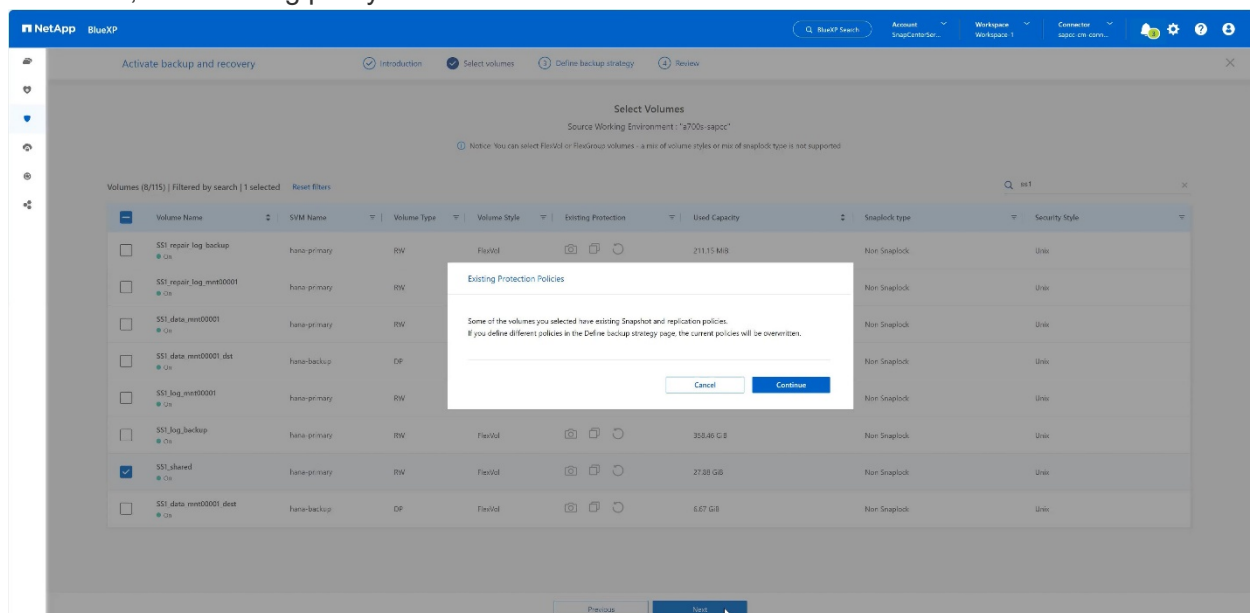 NetApp BlueXP
BlueXP Search
Account
SnapCenterSer...
Workspace
Workspace-1
Connector
sapcc-cm-conn...
Activate backup and recovery
Introduction
Select volumes
3 Define backup strategy
4 Review
Select Volumes
Source Working Environment : "a700s-sapcc"
Notice: You can select FlexVol or FlexGroup volumes - a mix of volume styles or mix of snaplock type is not supported
Volumes (8/115) | Filtered by search | 1 selected Reset filters
ss1
Volume Name SVM Name Volume Type Volume Style Existing Protection Used Capacity Snaplock type Security Style
SS1_repair_log_backup hana-primary RW FlexVol 211.15 MiB Non Snaplock Unix
On
SS1_repair_log_mnt00001 hana-primary RW Non Snaplock Unix
On
SS1_data_mnt00001 hana-primary RW Non Snaplock Unix
On
SS1_data_mnt00001_dst hana-backup DP Non Snaplock Unix
On
SS1_log_mnt00001 hana-primary RW Non Snaplock Unix
On
SS1_log_backup hana-primary RW FlexVol 358.46 GiB Non Snaplock Unix
On
SS1_shared hana-primary RW FlexVol 27.88 GiB Non Snaplock Unix
On
SS1_data_mnt00001_dest hana-backup DP FlexVol 6.67 GiB Non Snaplock Unix
On
Existing Protection Policies
Some of the volumes you selected have existing Snapshot and replication policies.
If you define different policies in the Define backup strategy page, the current policies will be overwritten.
Cancel Continue
Previous Next